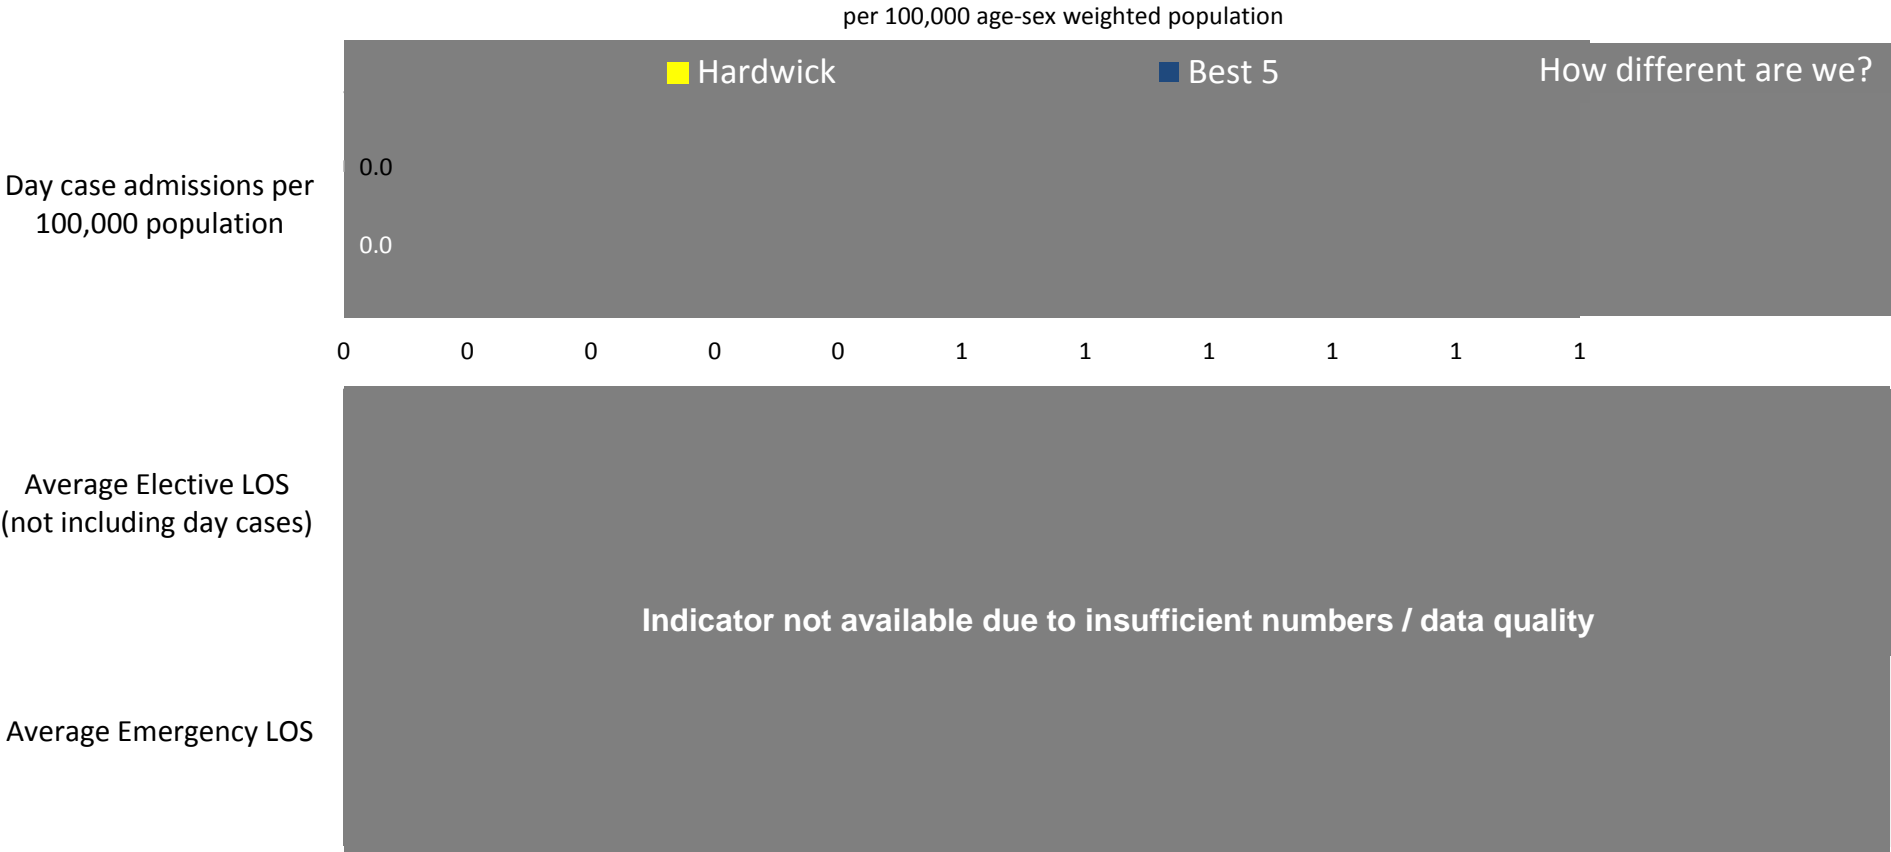 per 100,000 age-sex weighted population
Hardwick Best 5 How different are we?
Day case admissions per
100,000 population
0.0
0.0
0 0 0 0 0 1 1 1 1 1 1
Average Elective LOS
(not including day cases)
Indicator not available due to insufficient numbers / data quality
Average Emergency LOS